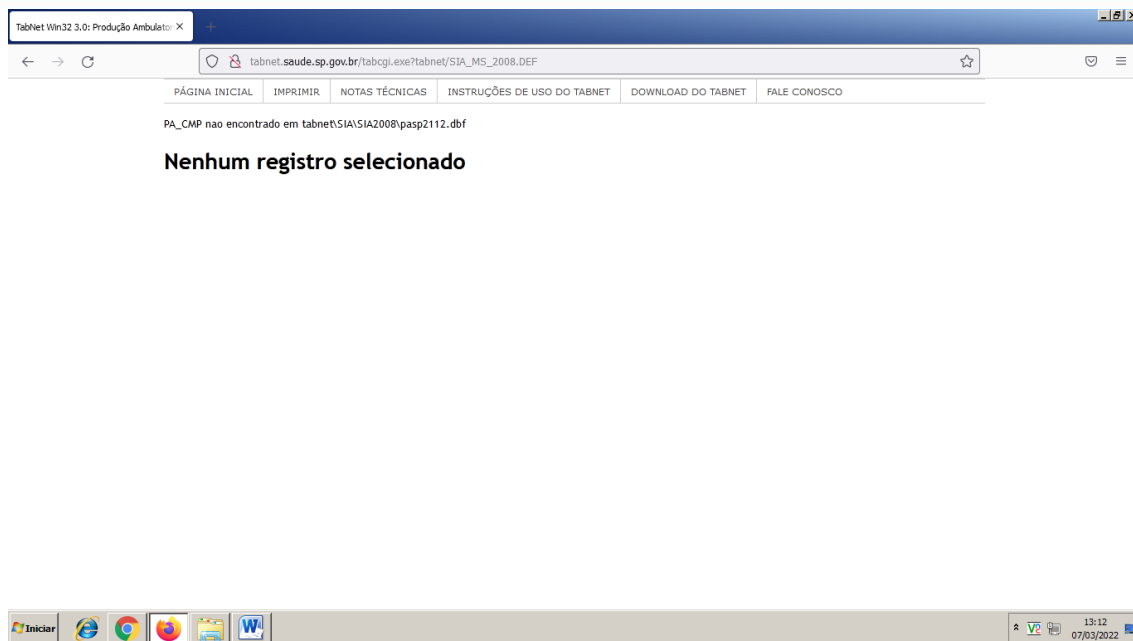 TabNet Win32 3.0: Produção Ambulator
tabnet.saude.sp.gov.br/tabcgi.exe?tabnet/SIA_MS_2008.DEF
PÁGINA INICIAL IMPRIMIR NOTAS TÉCNICAS INSTRUÇÕES DE USO DO TABNET DOWNLOAD DO TABNET FALE CONOSCO
PA_CMP nao encontrado em tabnet\SIA\SIA2008\pasp2112.dbf
Nenhum registro selecionado
Iniciar
13:12
07/03/2022